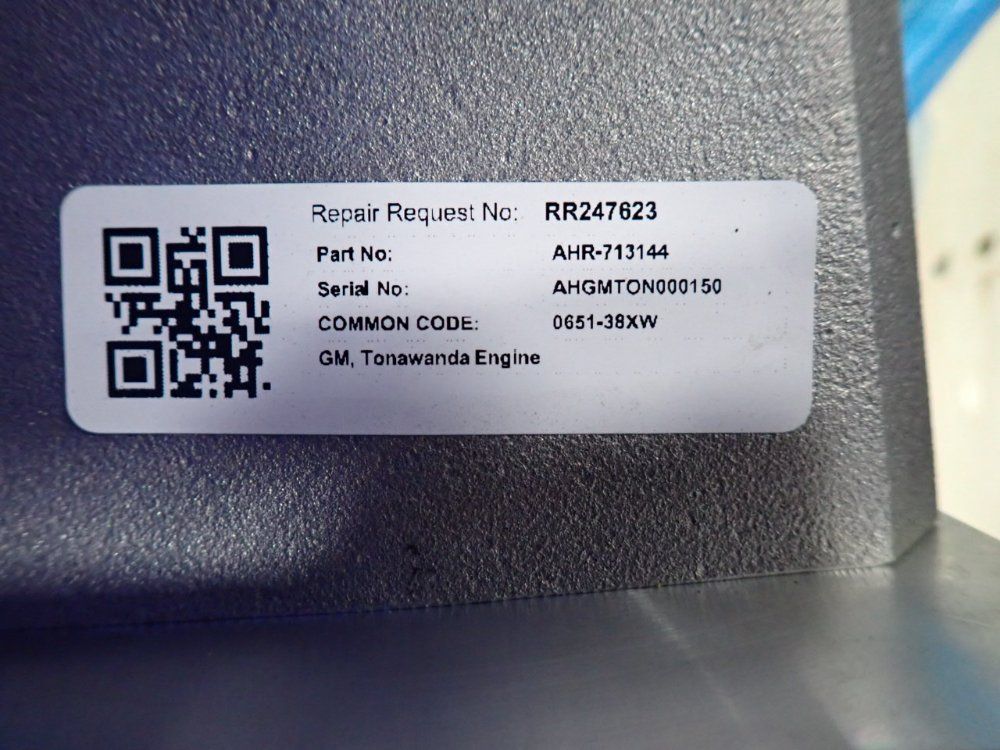 Repair Request No: RR247623
Part No: AHR-713144
Serial No: AHGMTON000150
COMMON CODE: 0651-38XW
GM, Tonawanda Engine